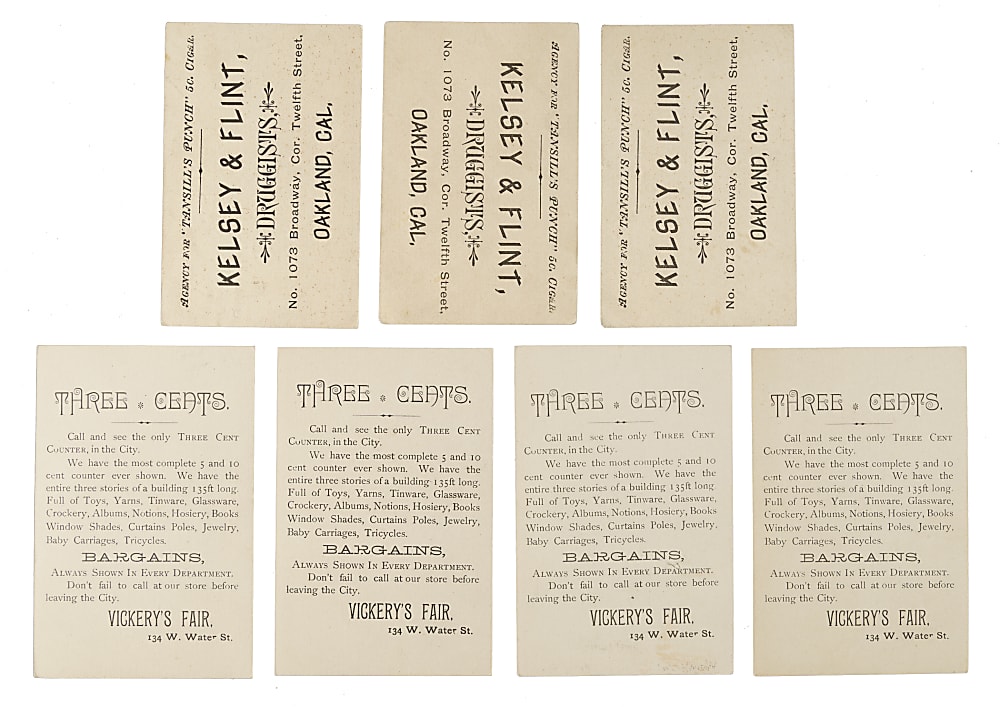 AGENCY FOR "TANSILL'S PUNCH" 5C. CIGAR.
KELSEY & FLINT,
DRUGGISTS,
No. 1073 Broadway, Cor. Twelfth Street,
OAKLAND, CAL.
AGENCY FOR "TANSILL'S PUNCH" 5C. CIGAR.
KELSEY & FLINT,
DRUGGISTS,
No. 1073 Broadway, Cor. Twelfth Street,
OAKLAND, CAL.
AGENCY FOR "TANSILL'S PUNCH" 5C. CIGAR.
KELSEY & FLINT,
DRUGGISTS,
No. 1073 Broadway, Cor. Twelfth Street,
OAKLAND, CAL.
THREE CENTS.
Call and see the only THREE CENT
COUNTER, in the City.
We have the most complete 5 and 10
cent counter ever shown. We have the
entire three stories of a building 135ft long.
Full of Toys, Yarns, Tinware, Glassware,
Crockery, Albums, Notions, Hosiery, Books
Window Shades, Curtains Poles, Jewelry,
Baby Carriages, Tricycles.
BARGAINS,
ALWAYS SHOWN IN EVERY DEPARTMENT.
Don't fail to call at our store before
leaving the City.
VICKERY'S FAIR,
134 W. Water St.
THREE CENTS.
Call and see the only THREE CENT
COUNTER, in the City.
We have the most complete 5 and 10
cent counter ever shown. We have the
entire three stories of a building 135ft long.
Full of Toys, Yarns, Tinware, Glassware,
Crockery, Albums, Notions, Hosiery, Books
Window Shades, Curtains Poles, Jewelry,
Baby Carriages, Tricycles.
BARGAINS,
ALWAYS SHOWN IN EVERY DEPARTMENT.
Don't fail to call at our store before
leaving the City.
VICKERY'S FAIR,
134 W. Water St.
THREE CENTS.
Call and see the only THREE CENT
COUNTER, in the City.
We have the most complete 5 and 10
cent counter ever shown. We have the
entire three stories of a building 135ft long.
Full of Toys, Yarns, Tinware, Glassware,
Crockery, Albums, Notions, Hosiery, Books
Window Shades, Curtains Poles, Jewelry,
Baby Carriages, Tricycles.
BARGAINS,
ALWAYS SHOWN IN EVERY DEPARTMENT.
Don't fail to call at our store before
leaving the City.
VICKERY'S FAIR,
134 W. Water St.
THREE CENTS.
Call and see the only THREE CENT
COUNTER, in the City.
We have the most complete 5 and 10
cent counter ever shown. We have the
entire three stories of a building 135ft long.
Full of Toys, Yarns, Tinware, Glassware,
Crockery, Albums, Notions, Hosiery, Books
Window Shades, Curtains Poles, Jewelry,
Baby Carriages, Tricycles.
BARGAINS,
ALWAYS SHOWN IN EVERY DEPARTMENT.
Don't fail to call at our store before
leaving the City.
VICKERY'S FAIR,
134 W. Water St.